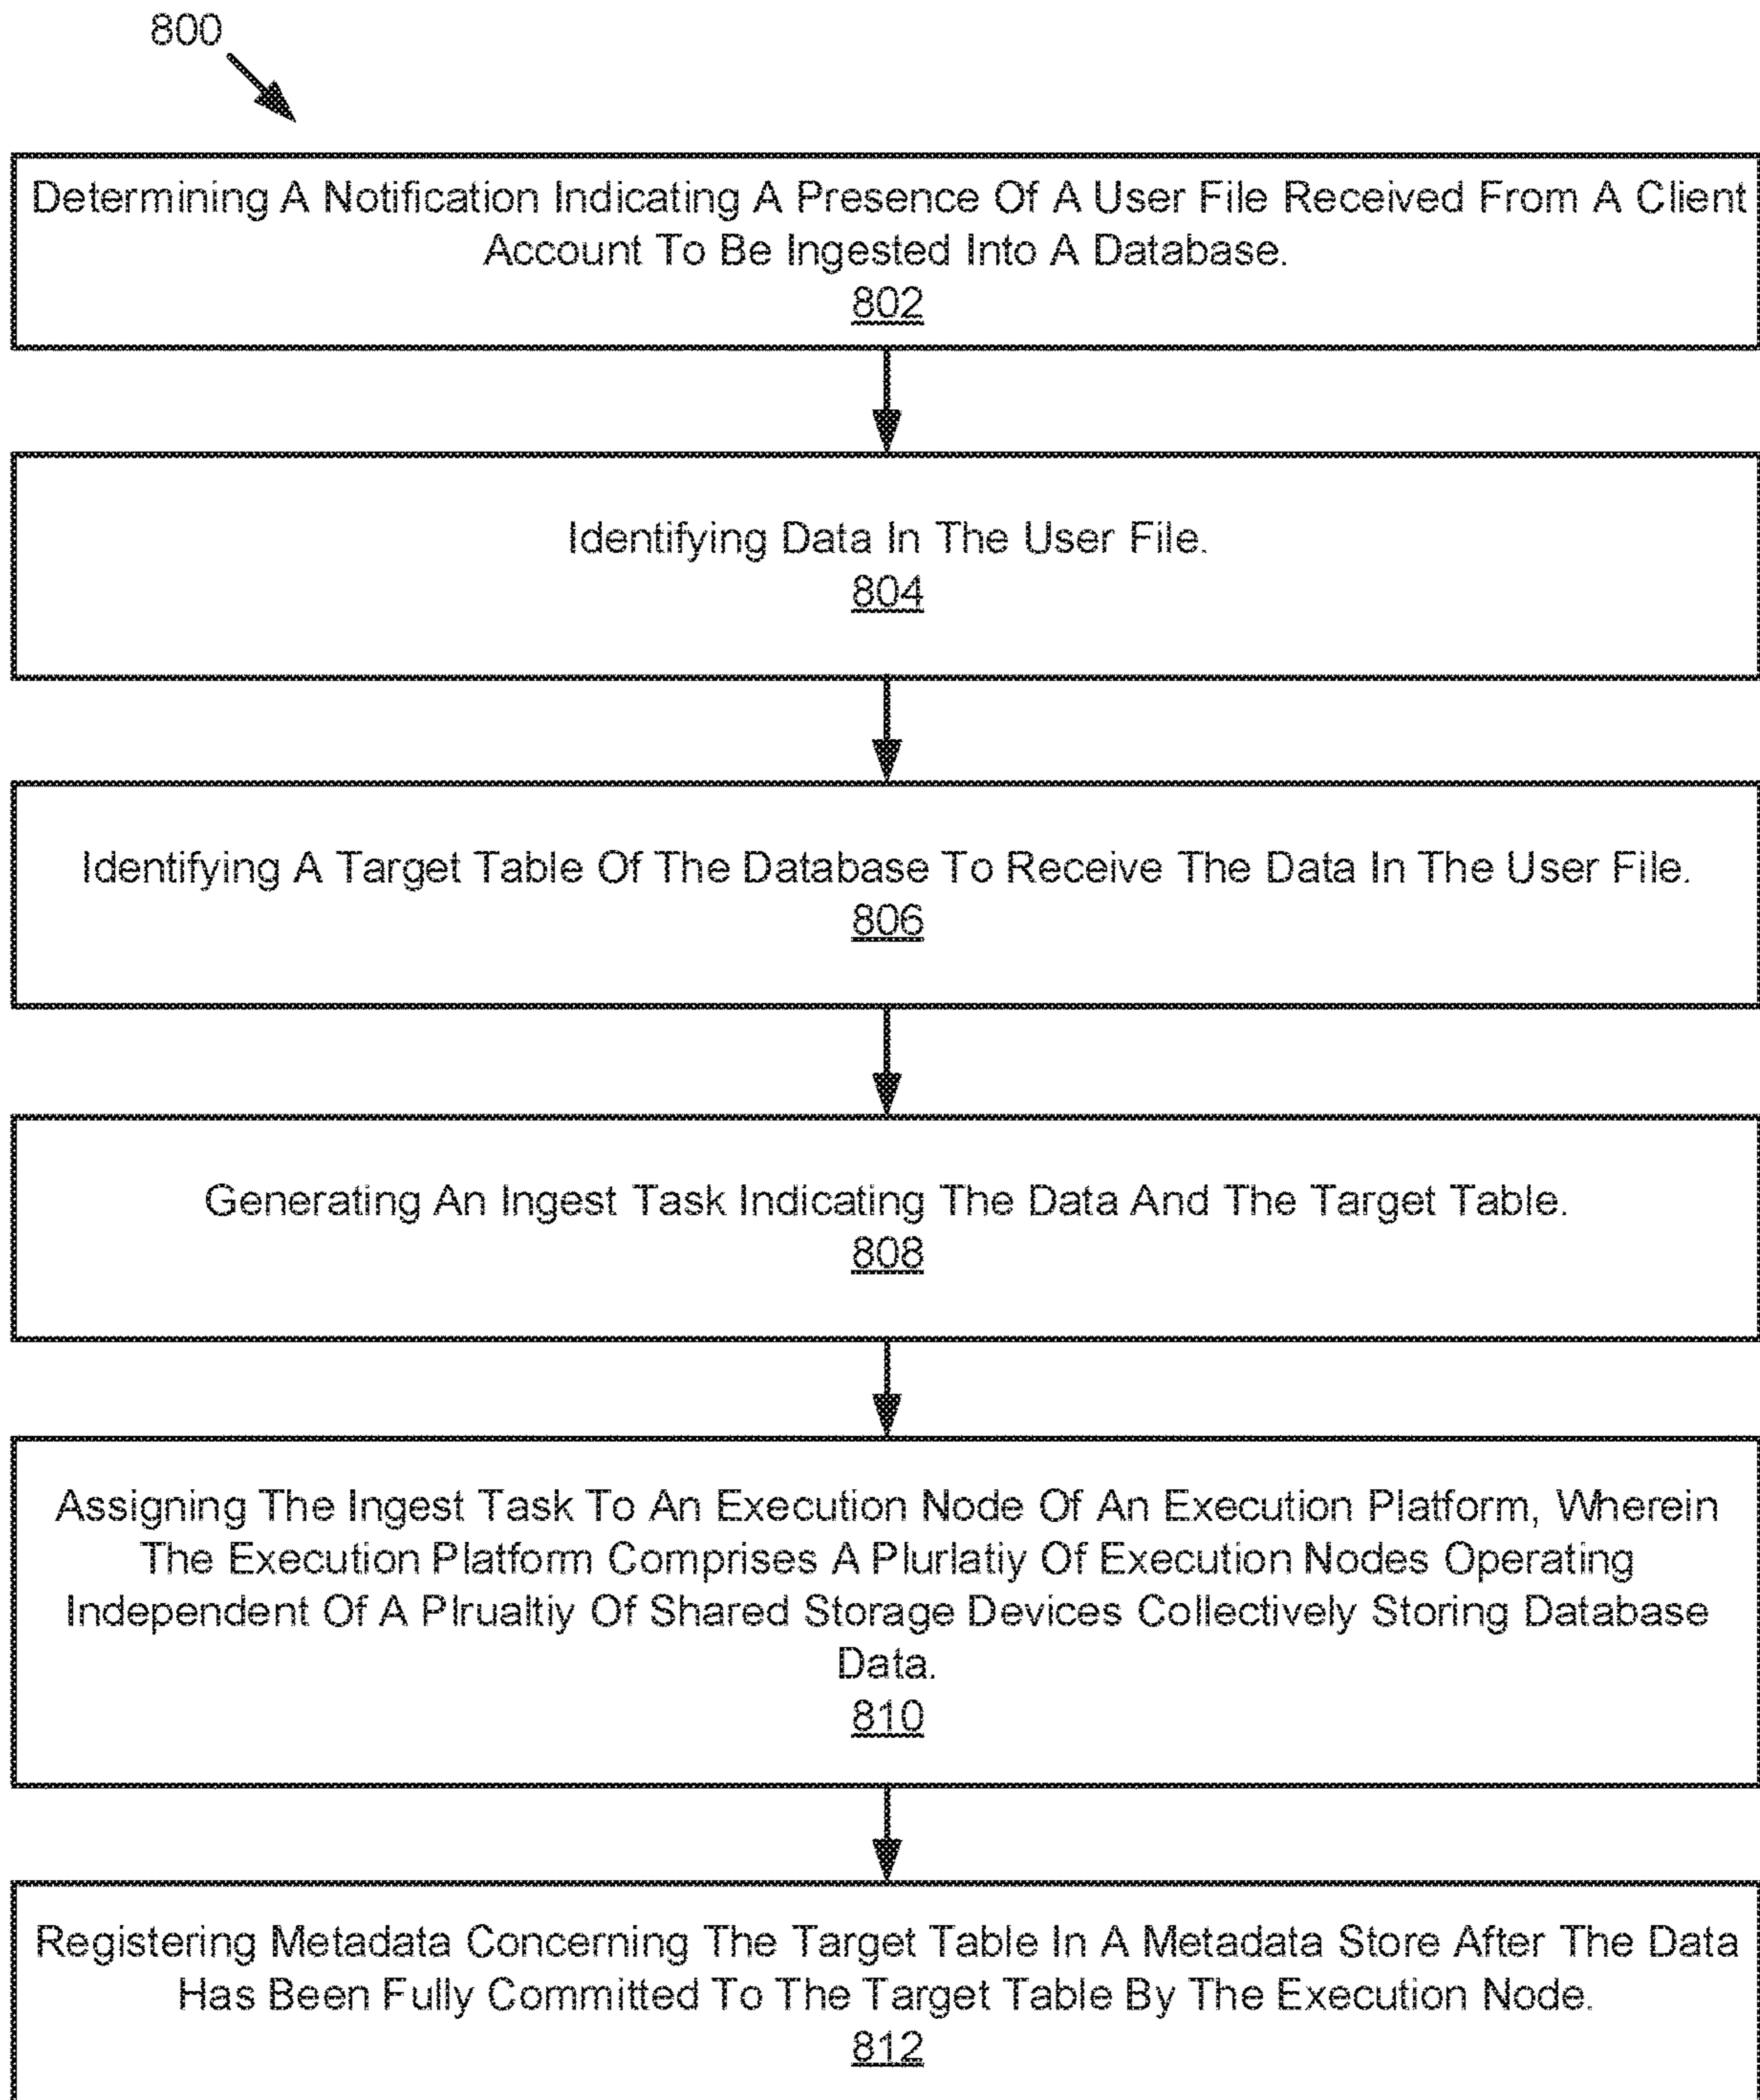 800
Determining A Notification Indicating A Presence Of A User File Received From A Client
Account To Be Ingested Into A Database.
802
Identifying Data In The User File.
804
Identifying A Target Table Of The Database To Receive The Data In The User File.
806
Generating An Ingest Task Indicating The Data And The Target Table.
808
Assigning The Ingest Task To An Execution Node Of An Execution Platform, Wherein
The Execution Platform Comprises A Plurlatiy Of Execution Nodes Operating
Independent Of A Plrualtiy Of Shared Storage Devices Collectively Storing Database
Data.
810
Registering Metadata Concerning The Target Table In A Metadata Store After The Data
Has Been Fully Committed To The Target Table By The Execution Node.
812